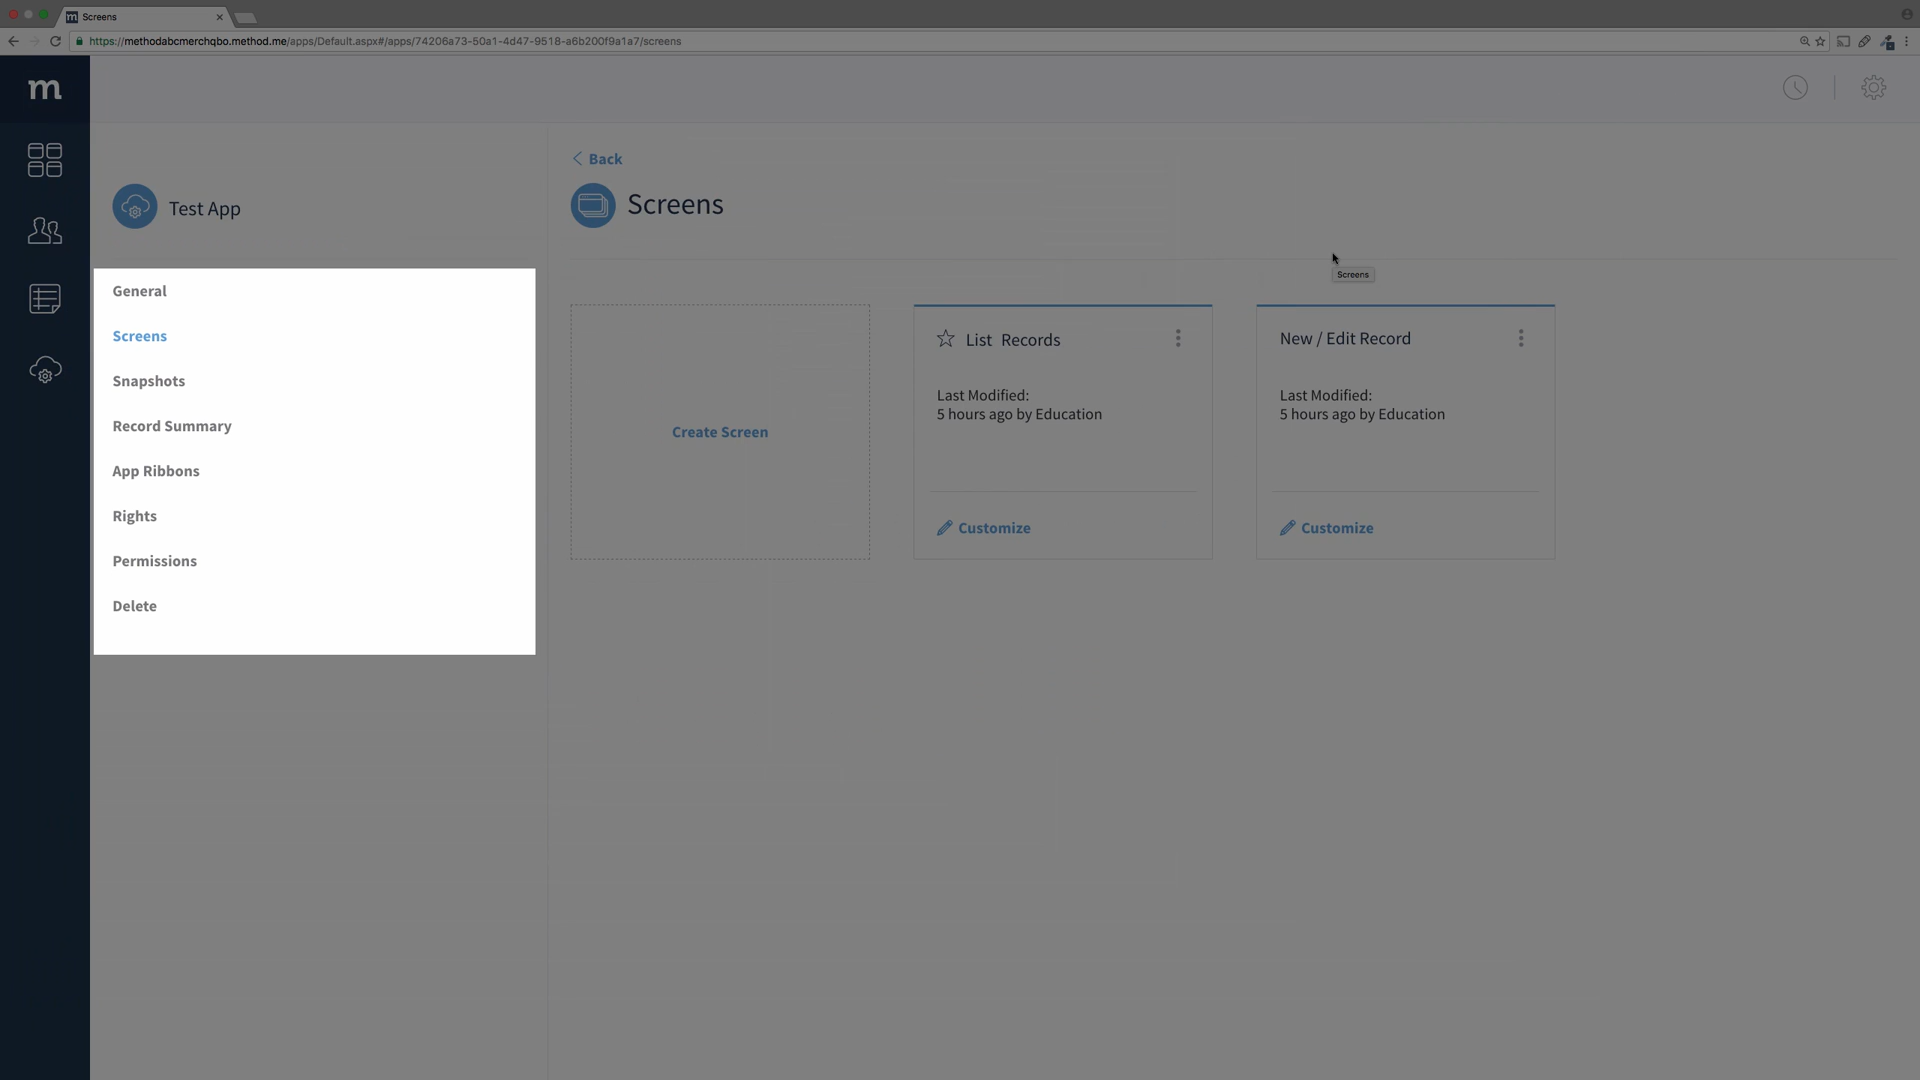 Screens
https://methodabcmerchqbo.method.me/apps/Default.aspx#/apps/74206a73-50a1-4d47-9518-a6b200f9a1a7/screens
m
Test App
General
Screens
Snapshots
Record Summary
App Ribbons
Rights
Permissions
Delete
Back
Screens
Screens
Create Screen
List Records
Last Modified:
5 hours ago by Education
Customize
New / Edit Record
Last Modified:
5 hours ago by Education
Customize